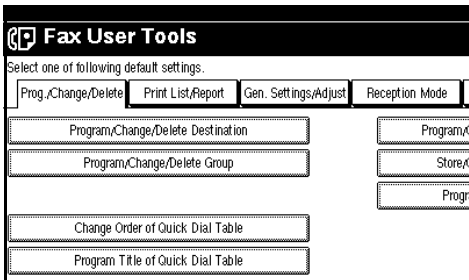 Fax User Tools
Select one of following default settings.
Prog./Change/Delete Print List/Report Gen. Settings/Adjust Reception Mode
Program/Change/Delete Destination
Program/Change/Delete Group Store/
Change Order of Quick Dial Table
Program Title of Quick Dial Table